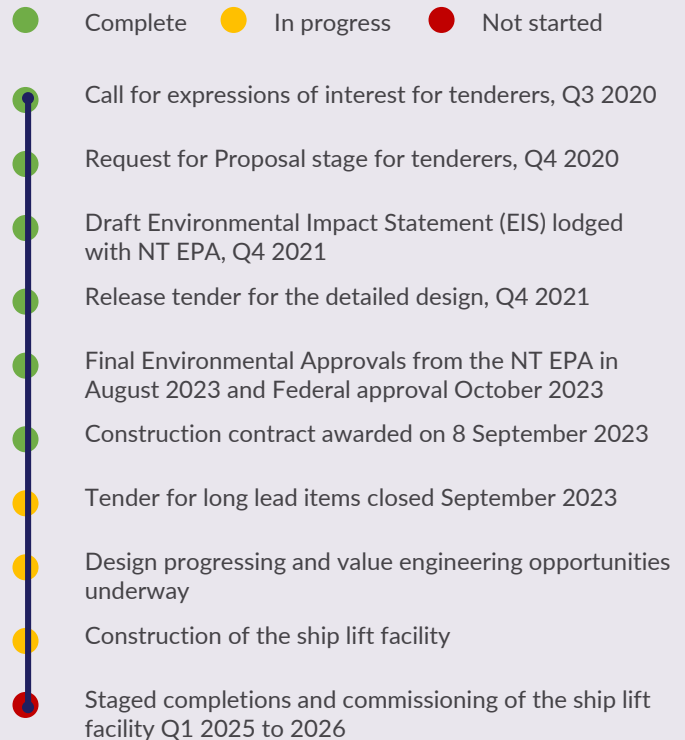 Complete In progress Not started
Call for expressions of interest for tenderers, Q3 2020
Request for Proposal stage for tenderers, Q4 2020
Draft Environmental Impact Statement (EIS) lodged
with NT EPA, Q4 2021
Release tender for the detailed design, Q4 2021
Final Environmental Approvals from the NT EPA in
August 2023 and Federal approval October 2023
Construction contract awarded on 8 September 2023
Tender for long lead items closed September 2023
Design progressing and value engineering opportunities
underway
Construction of the ship lift facility
Staged completions and commissioning of the ship lift
facility Q1 2025 to 2026